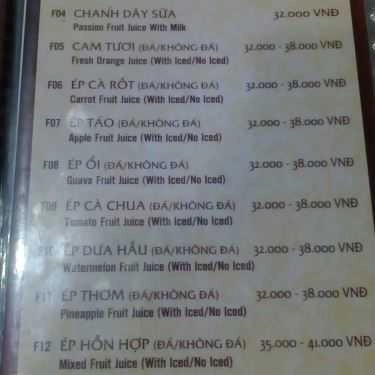 F04 CHANH DÂY SỮA 32.000 VNĐ
Passion Fruit Juice With Milk
F05 CAM TƯƠI (ĐÁ/KHÔNG ĐÁ) 32.000 - 38.000 VNĐ
Fresh Orange Juice (With Iced/No Iced)
F06 ÉP CÀ RỐT (ĐÁ/KHÔNG ĐÁ) 32.000 - 38.000 VNĐ
Carrot Fruit Juice (With Iced/No Iced)
F07 ÉP TÁO (ĐÁ/KHÔNG ĐÁ) 32.000 - 38.000 VNĐ
Apple Fruit Juice (With Iced/No Iced)
F08 ÉP ỔI (ĐÁ/KHÔNG ĐÁ) 32.000 - 38.000 VNĐ
Guava Fruit Juice (With Iced/No Iced)
F09 ÉP CÀ CHUA (ĐÁ/KHÔNG ĐÁ) 32.000 - 38.000 VNĐ
Tomato Fruit Juice (With Iced/No Iced)
F10 ÉP DƯA HẤU (ĐÁ/KHÔNG ĐÁ) 32.000 - 38.000 VNĐ
Watermelon Fruit Juice (With Iced/No Iced)
F11 ÉP THƠM (ĐÁ/KHÔNG ĐÁ) 32.000 - 38.000 VNĐ
Pineapple Fruit Juice (With Iced/No Iced)
F12 ÉP HỖN HỢP (ĐÁ/KHÔNG ĐÁ) 35.000 - 41.000 VNĐ
Mixed Fruit Juice (With Iced/No Iced)